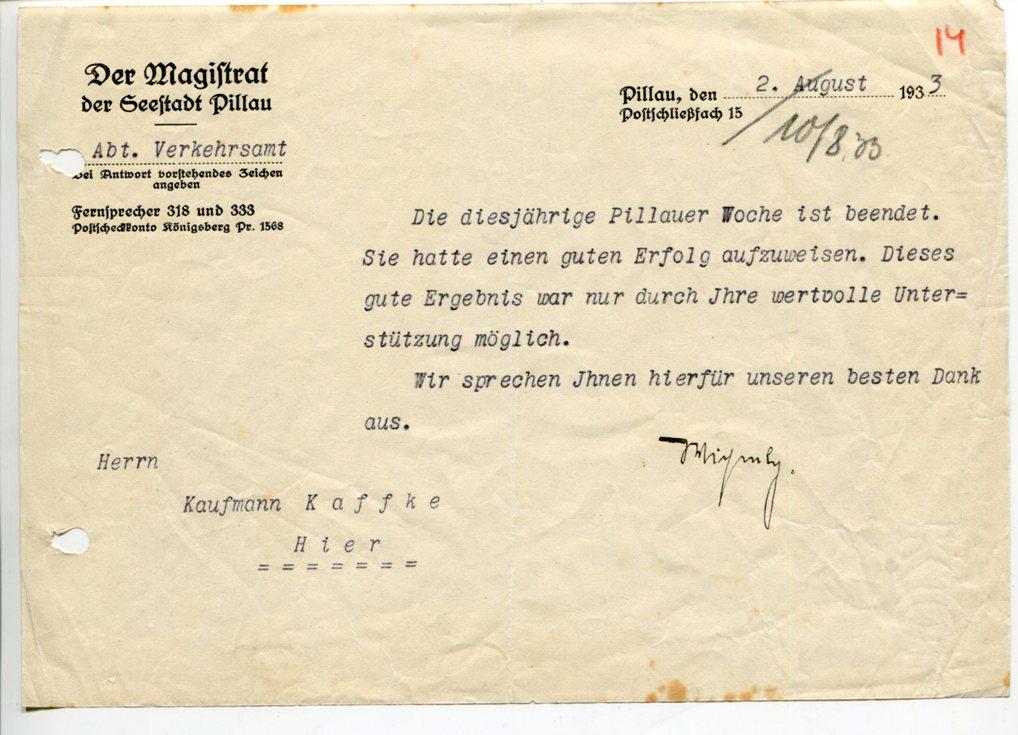 14
Der Magistrat
der Seestadt Pillau
Abt. Verkehrsamt
Bei Antwort vorstehendes Zeichen
angeben
Fernsprecher 318 und 333
Postscheckkonto Königsberg Pr. 1568
Pillau, den 2. August 1933
Postschließfach 15
10/8.33
Die diesjährige Pillauer Woche ist beendet.
Sie hatte einen guten Erfolg aufzuweisen. Dieses
gute Ergebnis war nur durch Jhre wertvolle Unter=
stützung möglich.
Wir sprechen Jhnen hierfür unseren besten Dank
aus.
Herrn
Kaufmann K a f f k e
H i e r
= = = = = = =